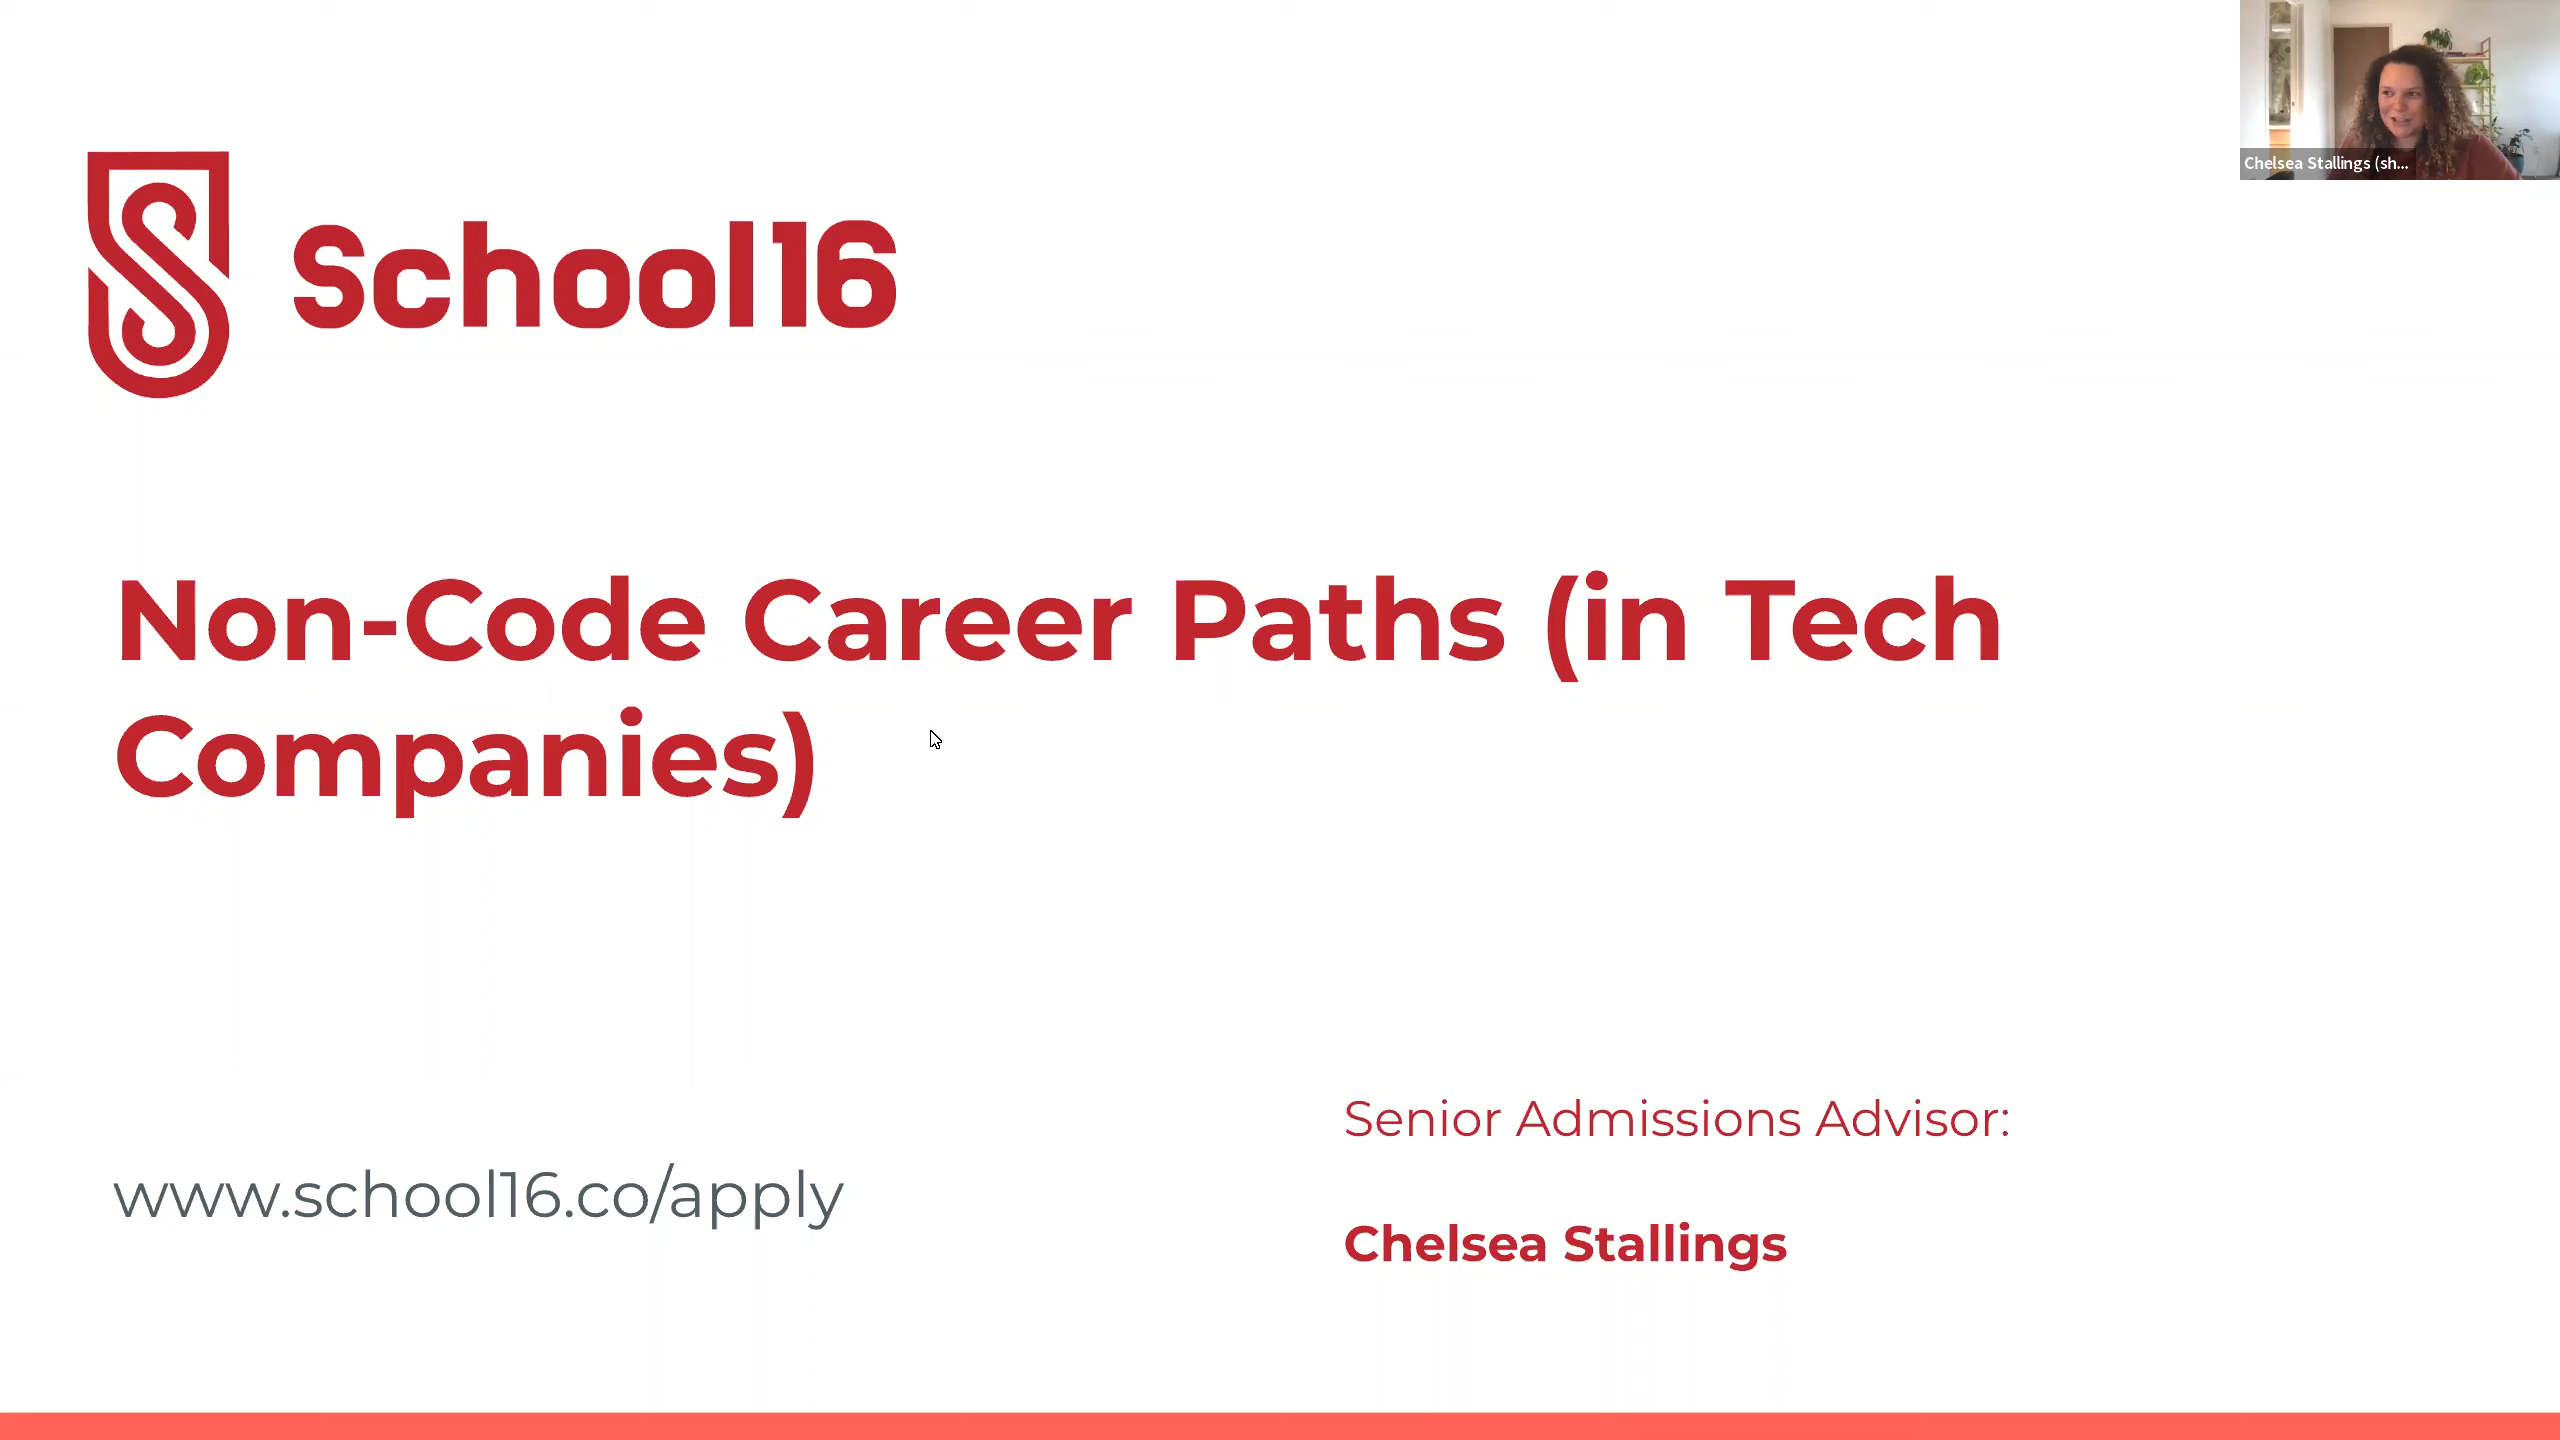 School16
Chelsea Stallings (sh...
Non-Code Career Paths (in Tech
Companies)
Senior Admissions Advisor:
www.school16.co/apply
Chelsea Stallings